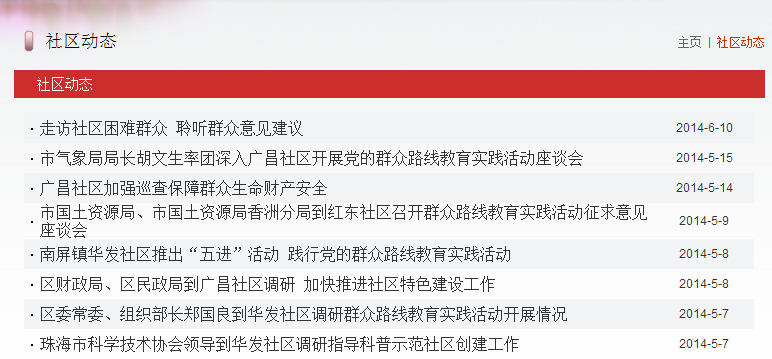 社区动态
主页 | 社区动态
社区动态
· 走访社区困难群众 聆听群众意见建议 2014-6-10
· 市气象局局长胡文生率团深入广昌社区开展党的群众路线教育实践活动座谈会 2014-5-15
· 广昌社区加强巡查保障群众生命财产安全 2014-5-14
· 市国土资源局、市国土资源局香洲分局到红东社区召开群众路线教育实践活动征求意见 2014-5-9
座谈会
· 南屏镇华发社区推出“五进”活动 践行党的群众路线教育实践活动 2014-5-8
· 区财政局、区民政局到广昌社区调研 加快推进社区特色建设工作 2014-5-8
· 区委常委、组织部长郑国良到华发社区调研群众路线教育实践活动开展情况 2014-5-7
· 珠海市科学技术协会领导到华发社区调研指导科普示范社区创建工作 2014-5-7